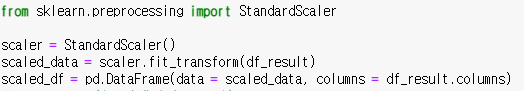 from sklearn.preprocessing import StandardScaler
scaler = StandardScaler()
scaled_data = scaler.fit_transform(df_result)
scaled_df = pd.DataFrame(data = scaled_data, columns = df_result.columns)